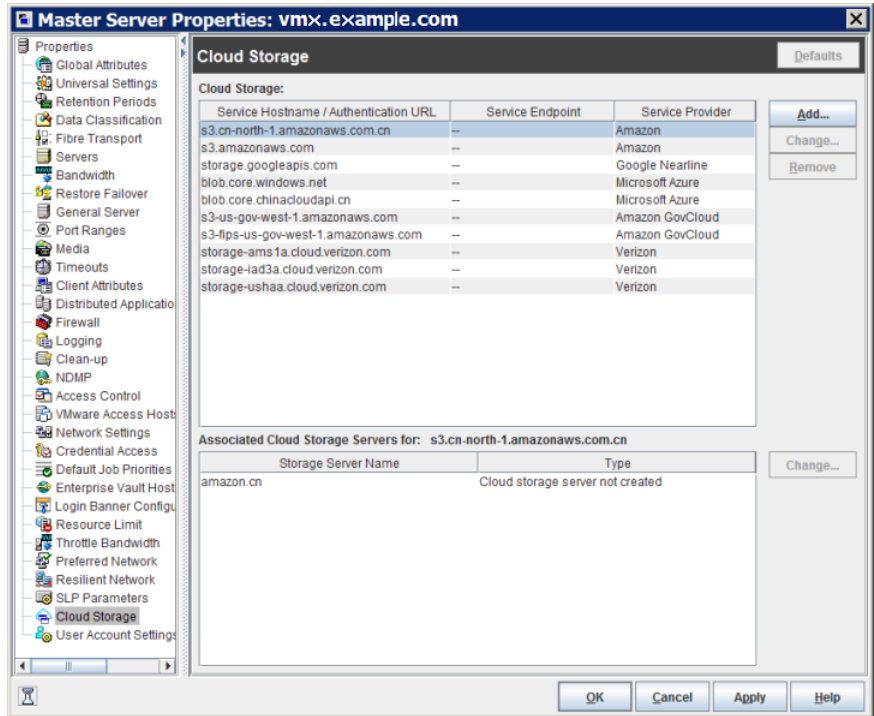 Master Server Properties: vmx.example.com
Properties
Global Attributes
Universal Settings
Retention Periods
Data Classification
Fibre Transport
Servers
Bandwidth
Restore Failover
General Server
Port Ranges
Media
Timeouts
Client Attributes
Distributed Applicatio
Firewall
Logging
Clean-up
NDMP
Access Control
VMware Access Hosts
Network Settings
Credential Access
Default Job Priorities
Enterprise Vault Host
Login Banner Configu
Resource Limit
Throttle Bandwidth
Preferred Network
Resilient Network
SLP Parameters
Cloud Storage
User Account Settings
Cloud Storage
Defaults
Cloud Storage:
Service Hostname / Authentication URL Service Endpoint Service Provider
s3.cn-north-1.amazonaws.com.cn -- Amazon
s3.amazonaws.com -- Amazon
storage.googleapis.com -- Google Nearline
blob.core.windows.net -- Microsoft Azure
blob.core.chinacloudapi.cn -- Microsoft Azure
s3-us-gov-west-1.amazonaws.com -- Amazon GovCloud
s3-fips-us-gov-west-1.amazonaws.com -- Amazon GovCloud
storage-ams1a.cloud.verizon.com -- Verizon
storage-iad3a.cloud.verizon.com -- Verizon
storage-ushaa.cloud.verizon.com -- Verizon
Add...
Change...
Remove
Associated Cloud Storage Servers for: s3.cn-north-1.amazonaws.com.cn
Storage Server Name Type
amazon.cn Cloud storage server not created
Change...
OK Cancel Apply Help